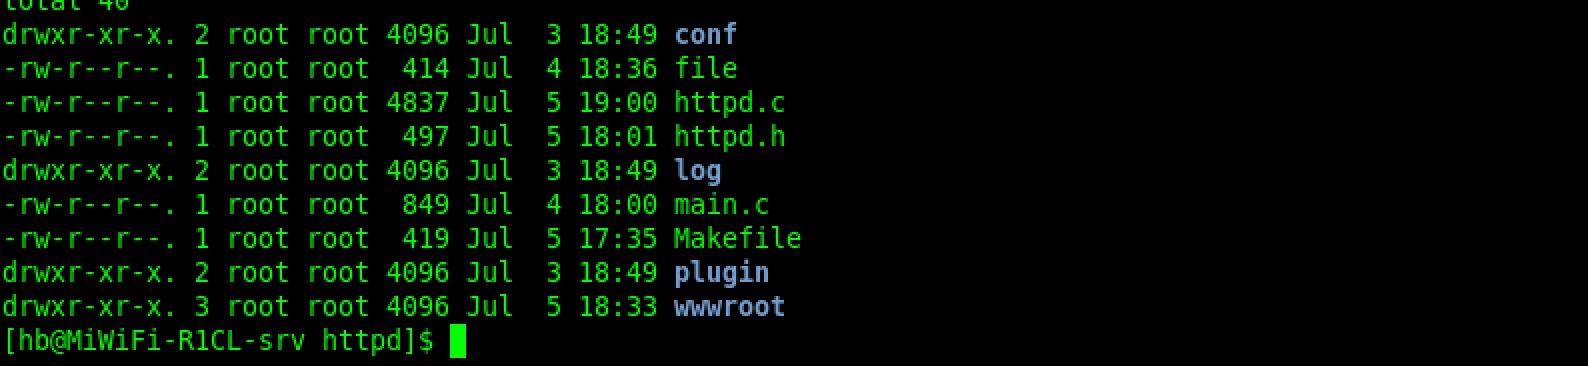 total 40
drwxr-xr-x. 2 root root 4096 Jul  3 18:49 conf
-rw-r--r--. 1 root root  414 Jul  4 18:36 file
-rw-r--r--. 1 root root 4837 Jul  5 19:00 httpd.c
-rw-r--r--. 1 root root  497 Jul  5 18:01 httpd.h
drwxr-xr-x. 2 root root 4096 Jul  3 18:49 log
-rw-r--r--. 1 root root  849 Jul  4 18:00 main.c
-rw-r--r--. 1 root root  419 Jul  5 17:35 Makefile
drwxr-xr-x. 2 root root 4096 Jul  3 18:49 plugin
drwxr-xr-x. 3 root root 4096 Jul  5 18:33 wwwroot
[hb@MiWiFi-R1CL-srv httpd]$